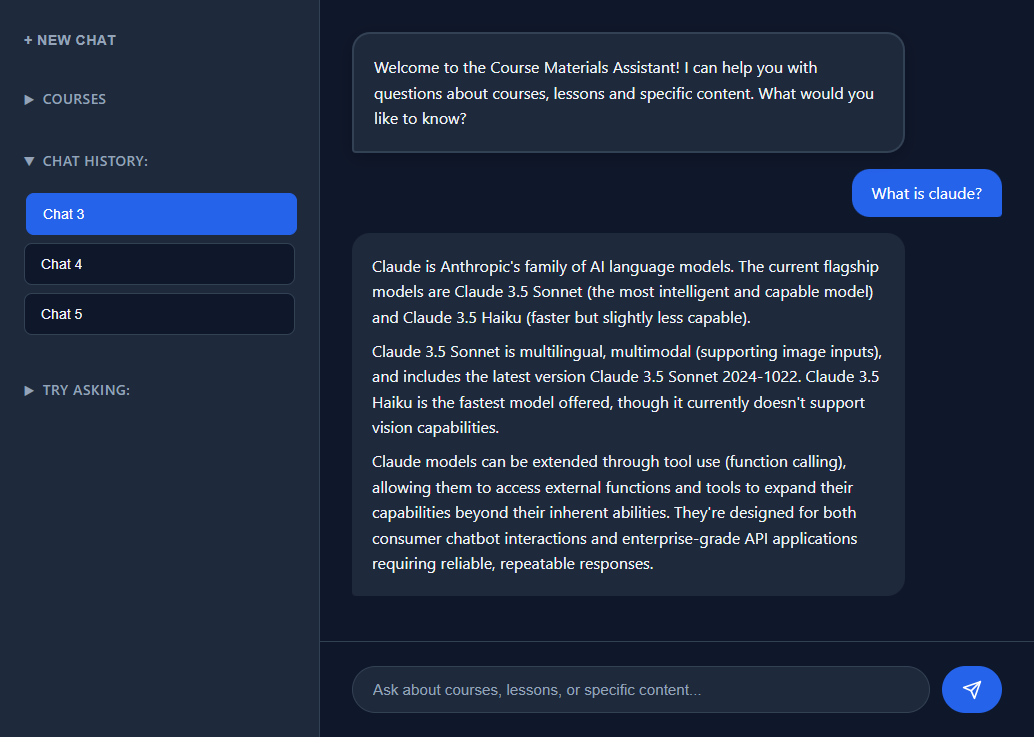 + NEW CHAT
▶ COURSES
▼ CHAT HISTORY:
Chat 3
Chat 4
Chat 5
▶ TRY ASKING:
Welcome to the Course Materials Assistant! I can help you with
questions about courses, lessons and specific content. What would you
like to know?
What is claude?
Claude is Anthropic's family of AI language models. The current flagship
models are Claude 3.5 Sonnet (the most intelligent and capable model)
and Claude 3.5 Haiku (faster but slightly less capable).
Claude 3.5 Sonnet is multilingual, multimodal (supporting image inputs),
and includes the latest version Claude 3.5 Sonnet 2024-1022. Claude 3.5
Haiku is the fastest model offered, though it currently doesn't support
vision capabilities.
Claude models can be extended through tool use (function calling),
allowing them to access external functions and tools to expand their
capabilities beyond their inherent abilities. They're designed for both
consumer chatbot interactions and enterprise-grade API applications
requiring reliable, repeatable responses.
Ask about courses, lessons, or specific content...